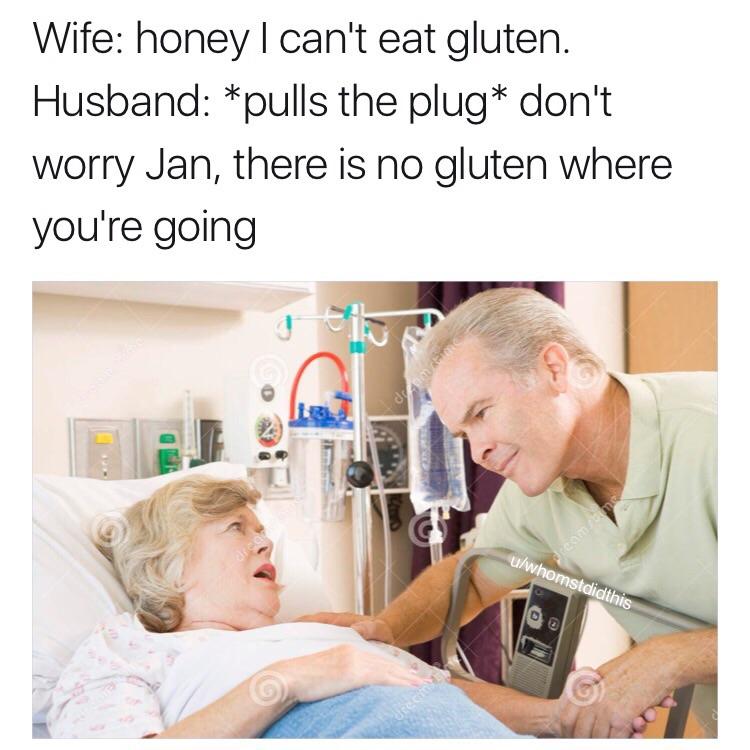 Wife: honey I can't eat gluten.
Husband: *pulls the plug* don't
worry Jan, there is no gluten where
you're going
u/whomstdidthis